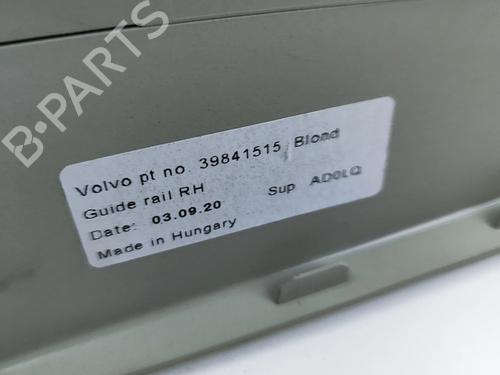 B-PARTS
Volvo pt no. 39841515 Blond
Guide rail RH
Date: 03.09.20 Sup AD0LQ
Made in Hungary